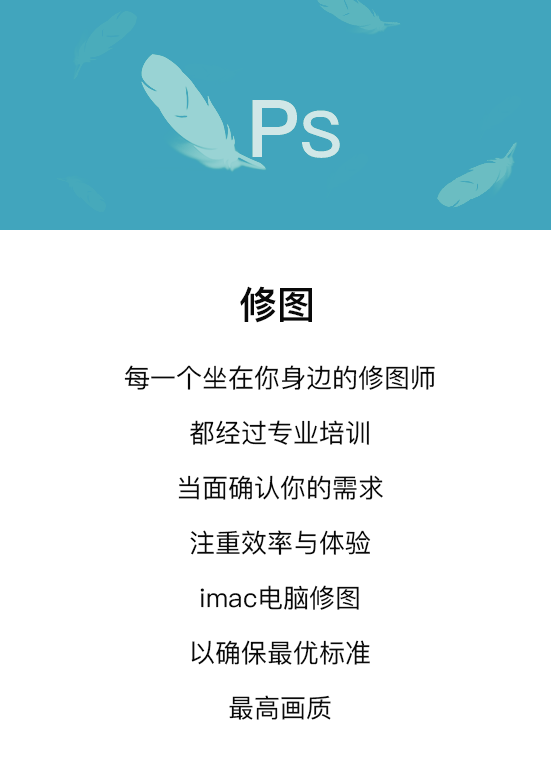 Ps
修图
每一个坐在你身边的修图师
都经过专业培训
当面确认你的需求
注重效率与体验
imac电脑修图
以确保最优标准
最高画质